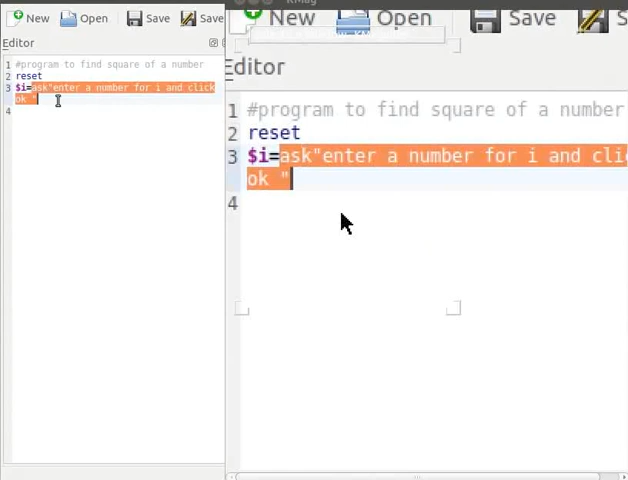 New Open Save Save
Editor
1 #program to find square of a number
2 reset
3 $i=ask"enter a number for i and click
ok "
4
KMag
New Open Save S
Editor
1 #program to find square of a number
2 reset
3 $i=ask"enter a number for i and clic
ok "
4